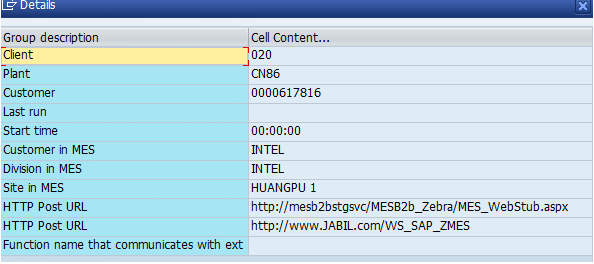 Details
Group description Cell Content...
Client 020
Plant CN86
Customer 0000617816
Last run
Start time 00:00:00
Customer in MES INTEL
Division in MES INTEL
Site in MES HUANGPU 1
HTTP Post URL http://mesb2bstgsvc/MESB2b_Zebra/MES_WebStub.aspx
HTTP Post URL http://www.JABIL.com/WS_SAP_ZMES
Function name that communicates with ext